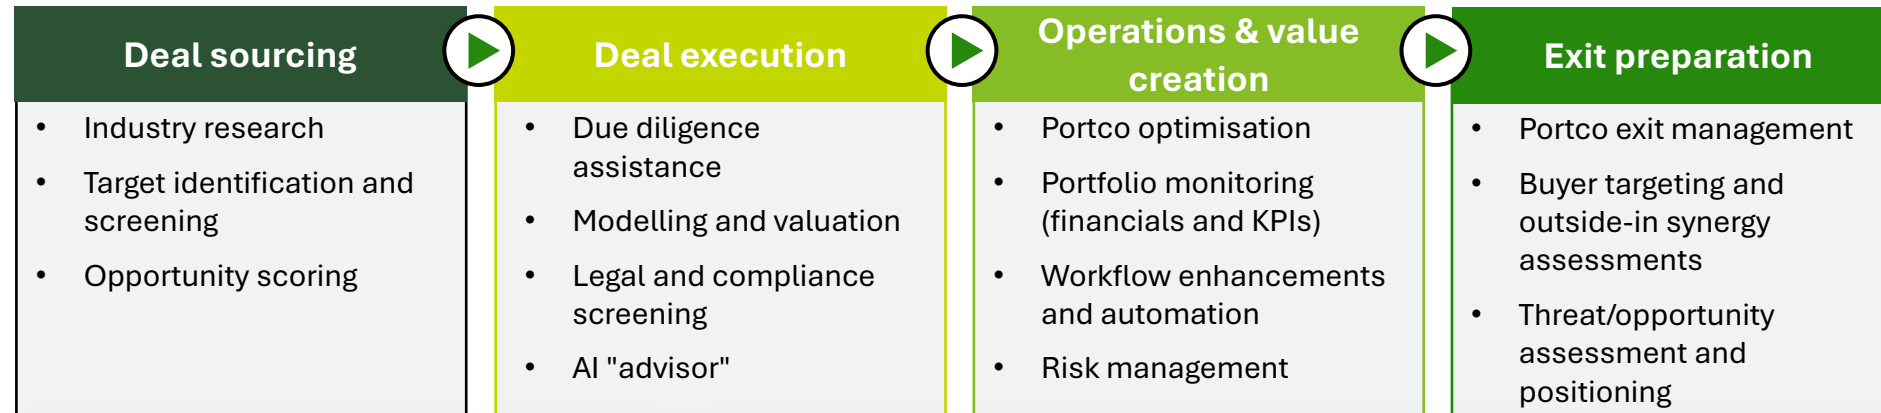 Deal sourcing
• Industry research
• Target identification and
screening
• Opportunity scoring
Deal execution
• Due diligence
assistance
• Modelling and valuation
• Legal and compliance
screening
• AI "advisor"
Operations & value
creation
• Portco optimisation
• Portfolio monitoring
(financials and KPIs)
• Workflow enhancements
and automation
• Risk management
Exit preparation
• Portco exit management
• Buyer targeting and
outside-in synergy
assessments
• Threat/opportunity
assessment and
positioning